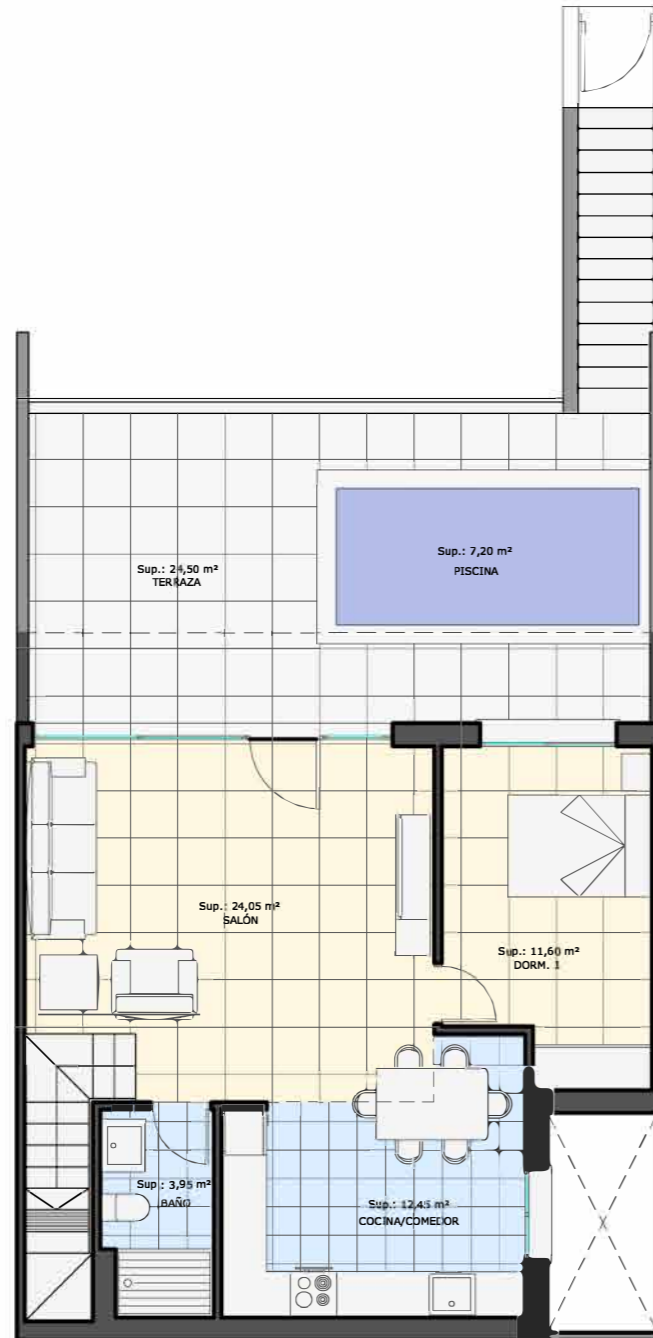 Sup.: 24,50 m²
TERRAZA
Sup.: 7,20 m²
PISCINA
Sup.: 24,05 m²
SALÓN
Sup.: 11,60 m²
DORM. 1
Sup.: 3,95 m²
BAÑO
Sup.: 12,45 m²
COCINA/COMEDOR